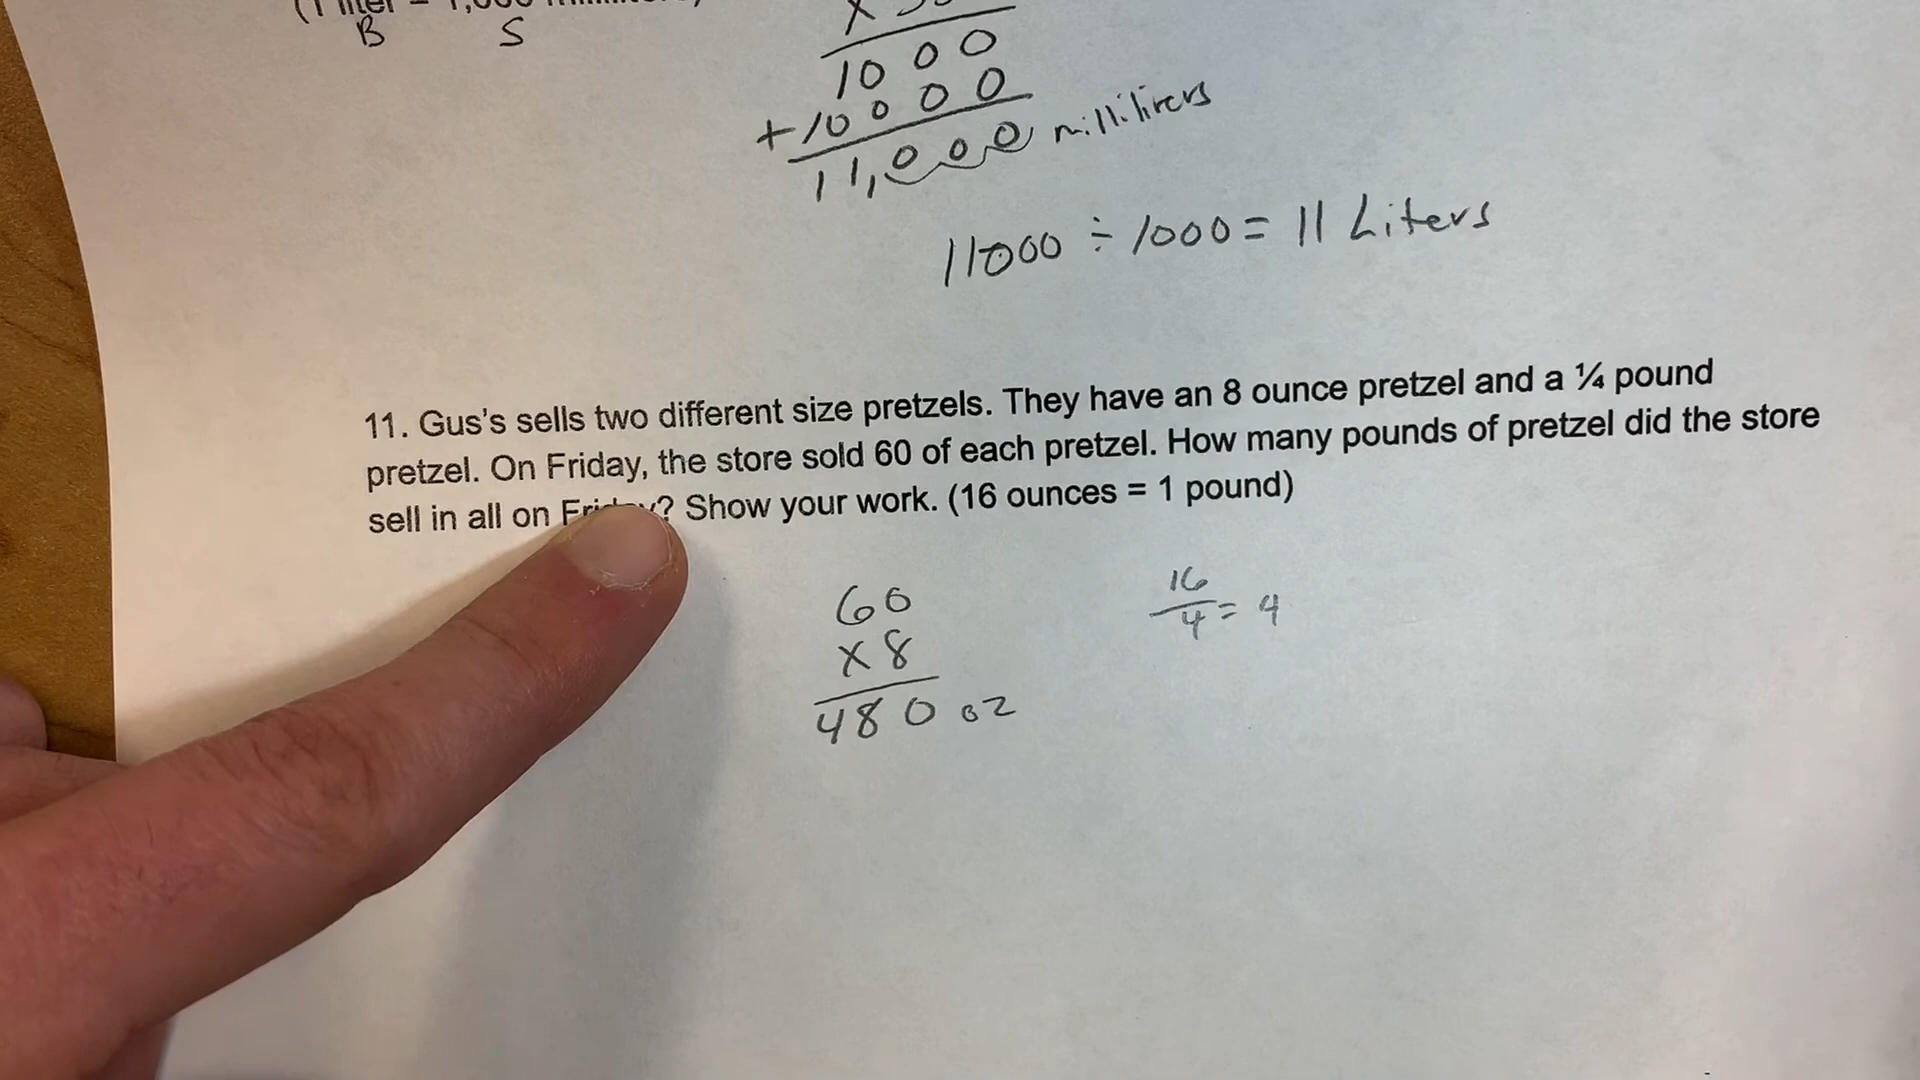 B S
1000
+10000
11,000 millilirers
11000 ÷ 1000 = 11 Liters
11. Gus's sells two different size pretzels. They have an 8 ounce pretzel and a ¼ pound
pretzel. On Friday, the store sold 60 of each pretzel. How many pounds of pretzel did the store
sell in all on Friday? Show your work. (16 ounces = 1 pound)
60
x 8
480 oz
16
4 = 4